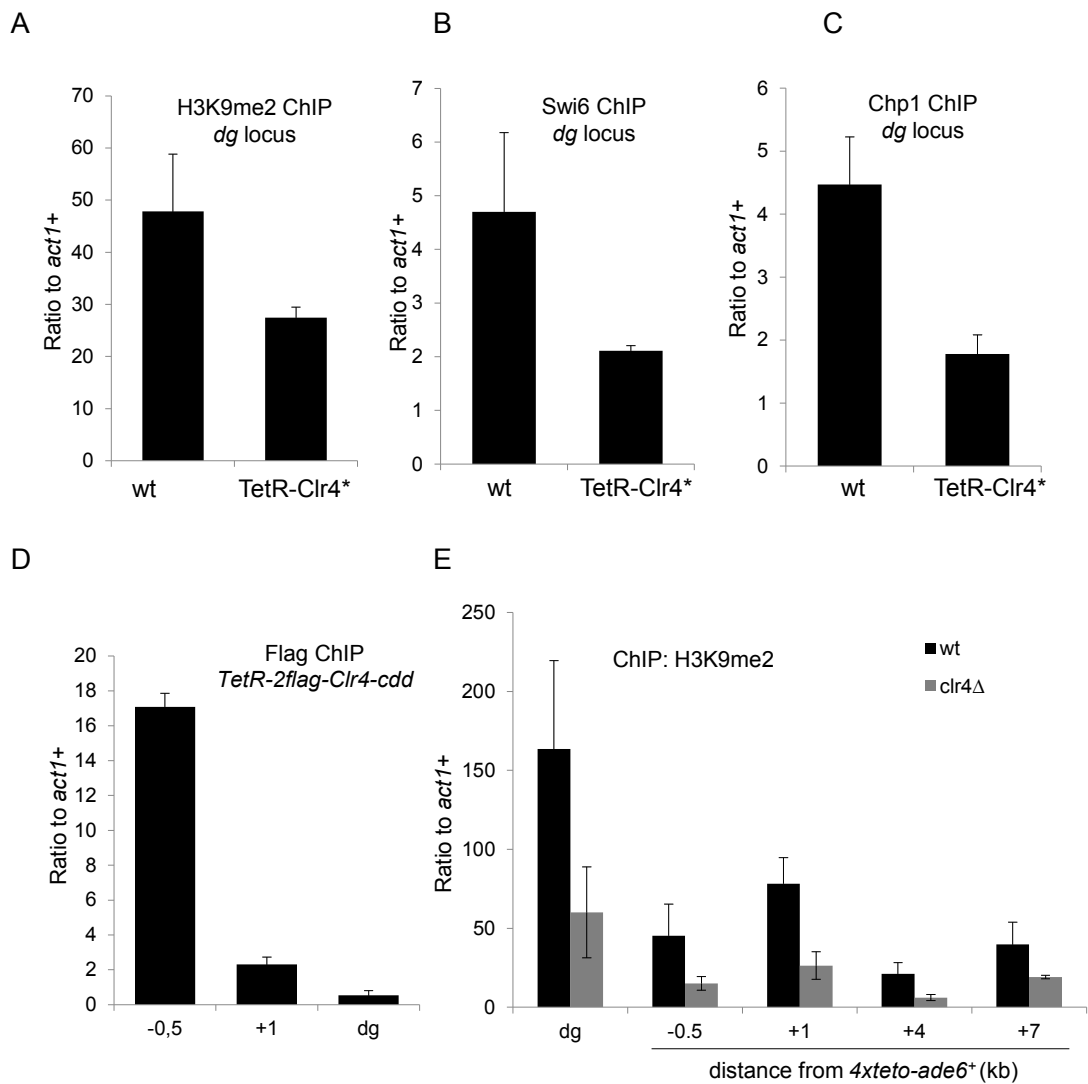 A
B
C
H3K9me2 ChIP
dg locus
Ratio to act1+
70
60
50
40
30
20
10
0
wt
TetR-Clr4*
Swi6 ChIP
dg locus
Ratio to act1+
7
6
5
4
3
2
1
0
wt
TetR-Clr4*
Chp1 ChIP
dg locus
Ratio to act1+
6
5
4
3
2
1
0
wt
TetR-Clr4*
D
E
Flag ChIP
TetR-2flag-Clr4-cdd
Ratio to act1+
20
18
16
14
12
10
8
6
4
2
0
-0,5
+1
dg
ChIP: H3K9me2
wt
clr4Δ
Ratio to act1+
250
200
150
100
50
0
dg
-0.5
+1
+4
+7
distance from 4xteto-ade6⁺ (kb)